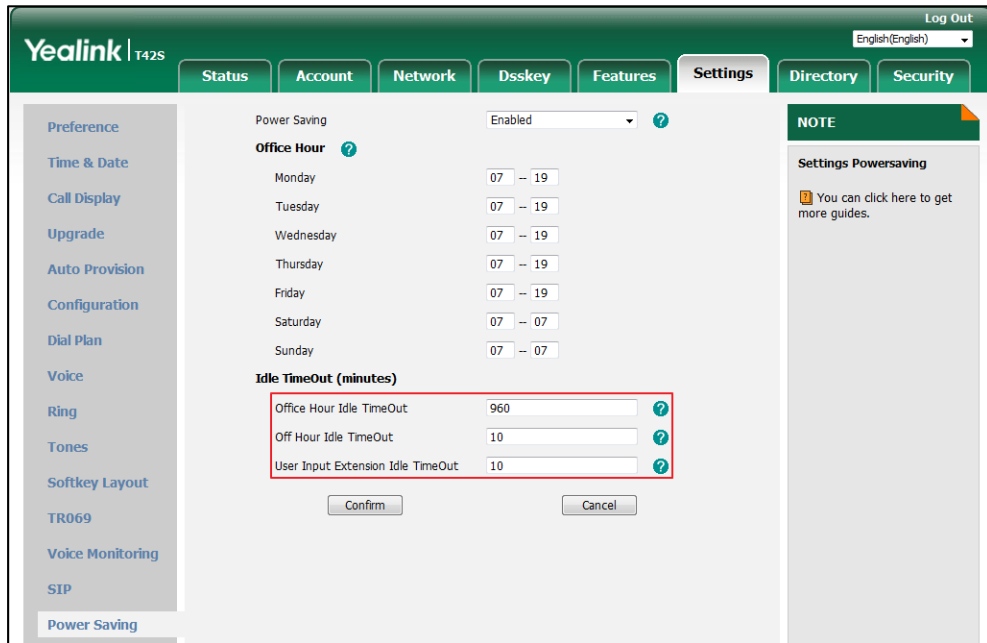 Log Out
Yealink T42S
English(English)
Status Account Network Dsskey Features Settings Directory Security
Preference
Time & Date
Call Display
Upgrade
Auto Provision
Configuration
Dial Plan
Voice
Ring
Tones
Softkey Layout
TR069
Voice Monitoring
SIP
Power Saving
Power Saving Enabled ?
Office Hour ?
Monday 07 -- 19
Tuesday 07 -- 19
Wednesday 07 -- 19
Thursday 07 -- 19
Friday 07 -- 19
Saturday 07 -- 07
Sunday 07 -- 07
Idle TimeOut (minutes)
Office Hour Idle TimeOut 960 ?
Off Hour Idle TimeOut 10 ?
User Input Extension Idle TimeOut 10 ?
Confirm Cancel
NOTE
Settings Powersaving
? You can click here to get
more guides.